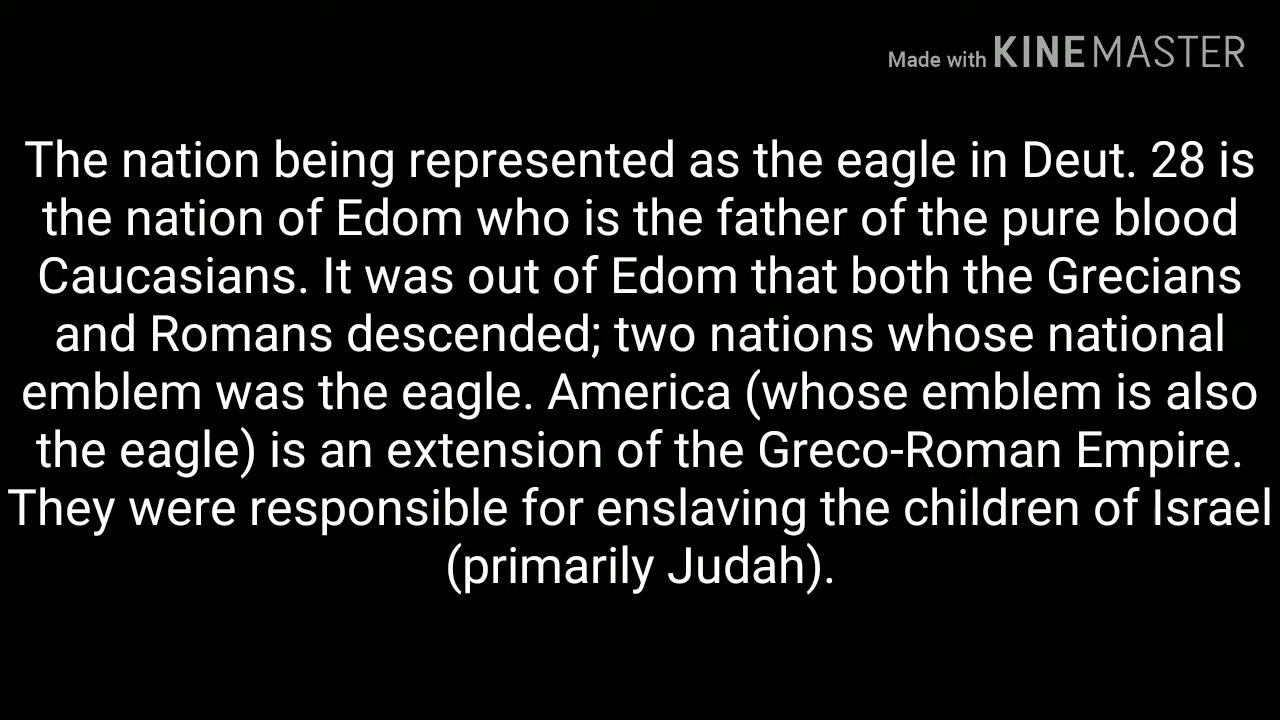 Made with KINEMASTER
The nation being represented as the eagle in Deut. 28 is
the nation of Edom who is the father of the pure blood
Caucasians. It was out of Edom that both the Grecians
and Romans descended; two nations whose national
emblem was the eagle. America (whose emblem is also
the eagle) is an extension of the Greco-Roman Empire.
They were responsible for enslaving the children of Israel
(primarily Judah).